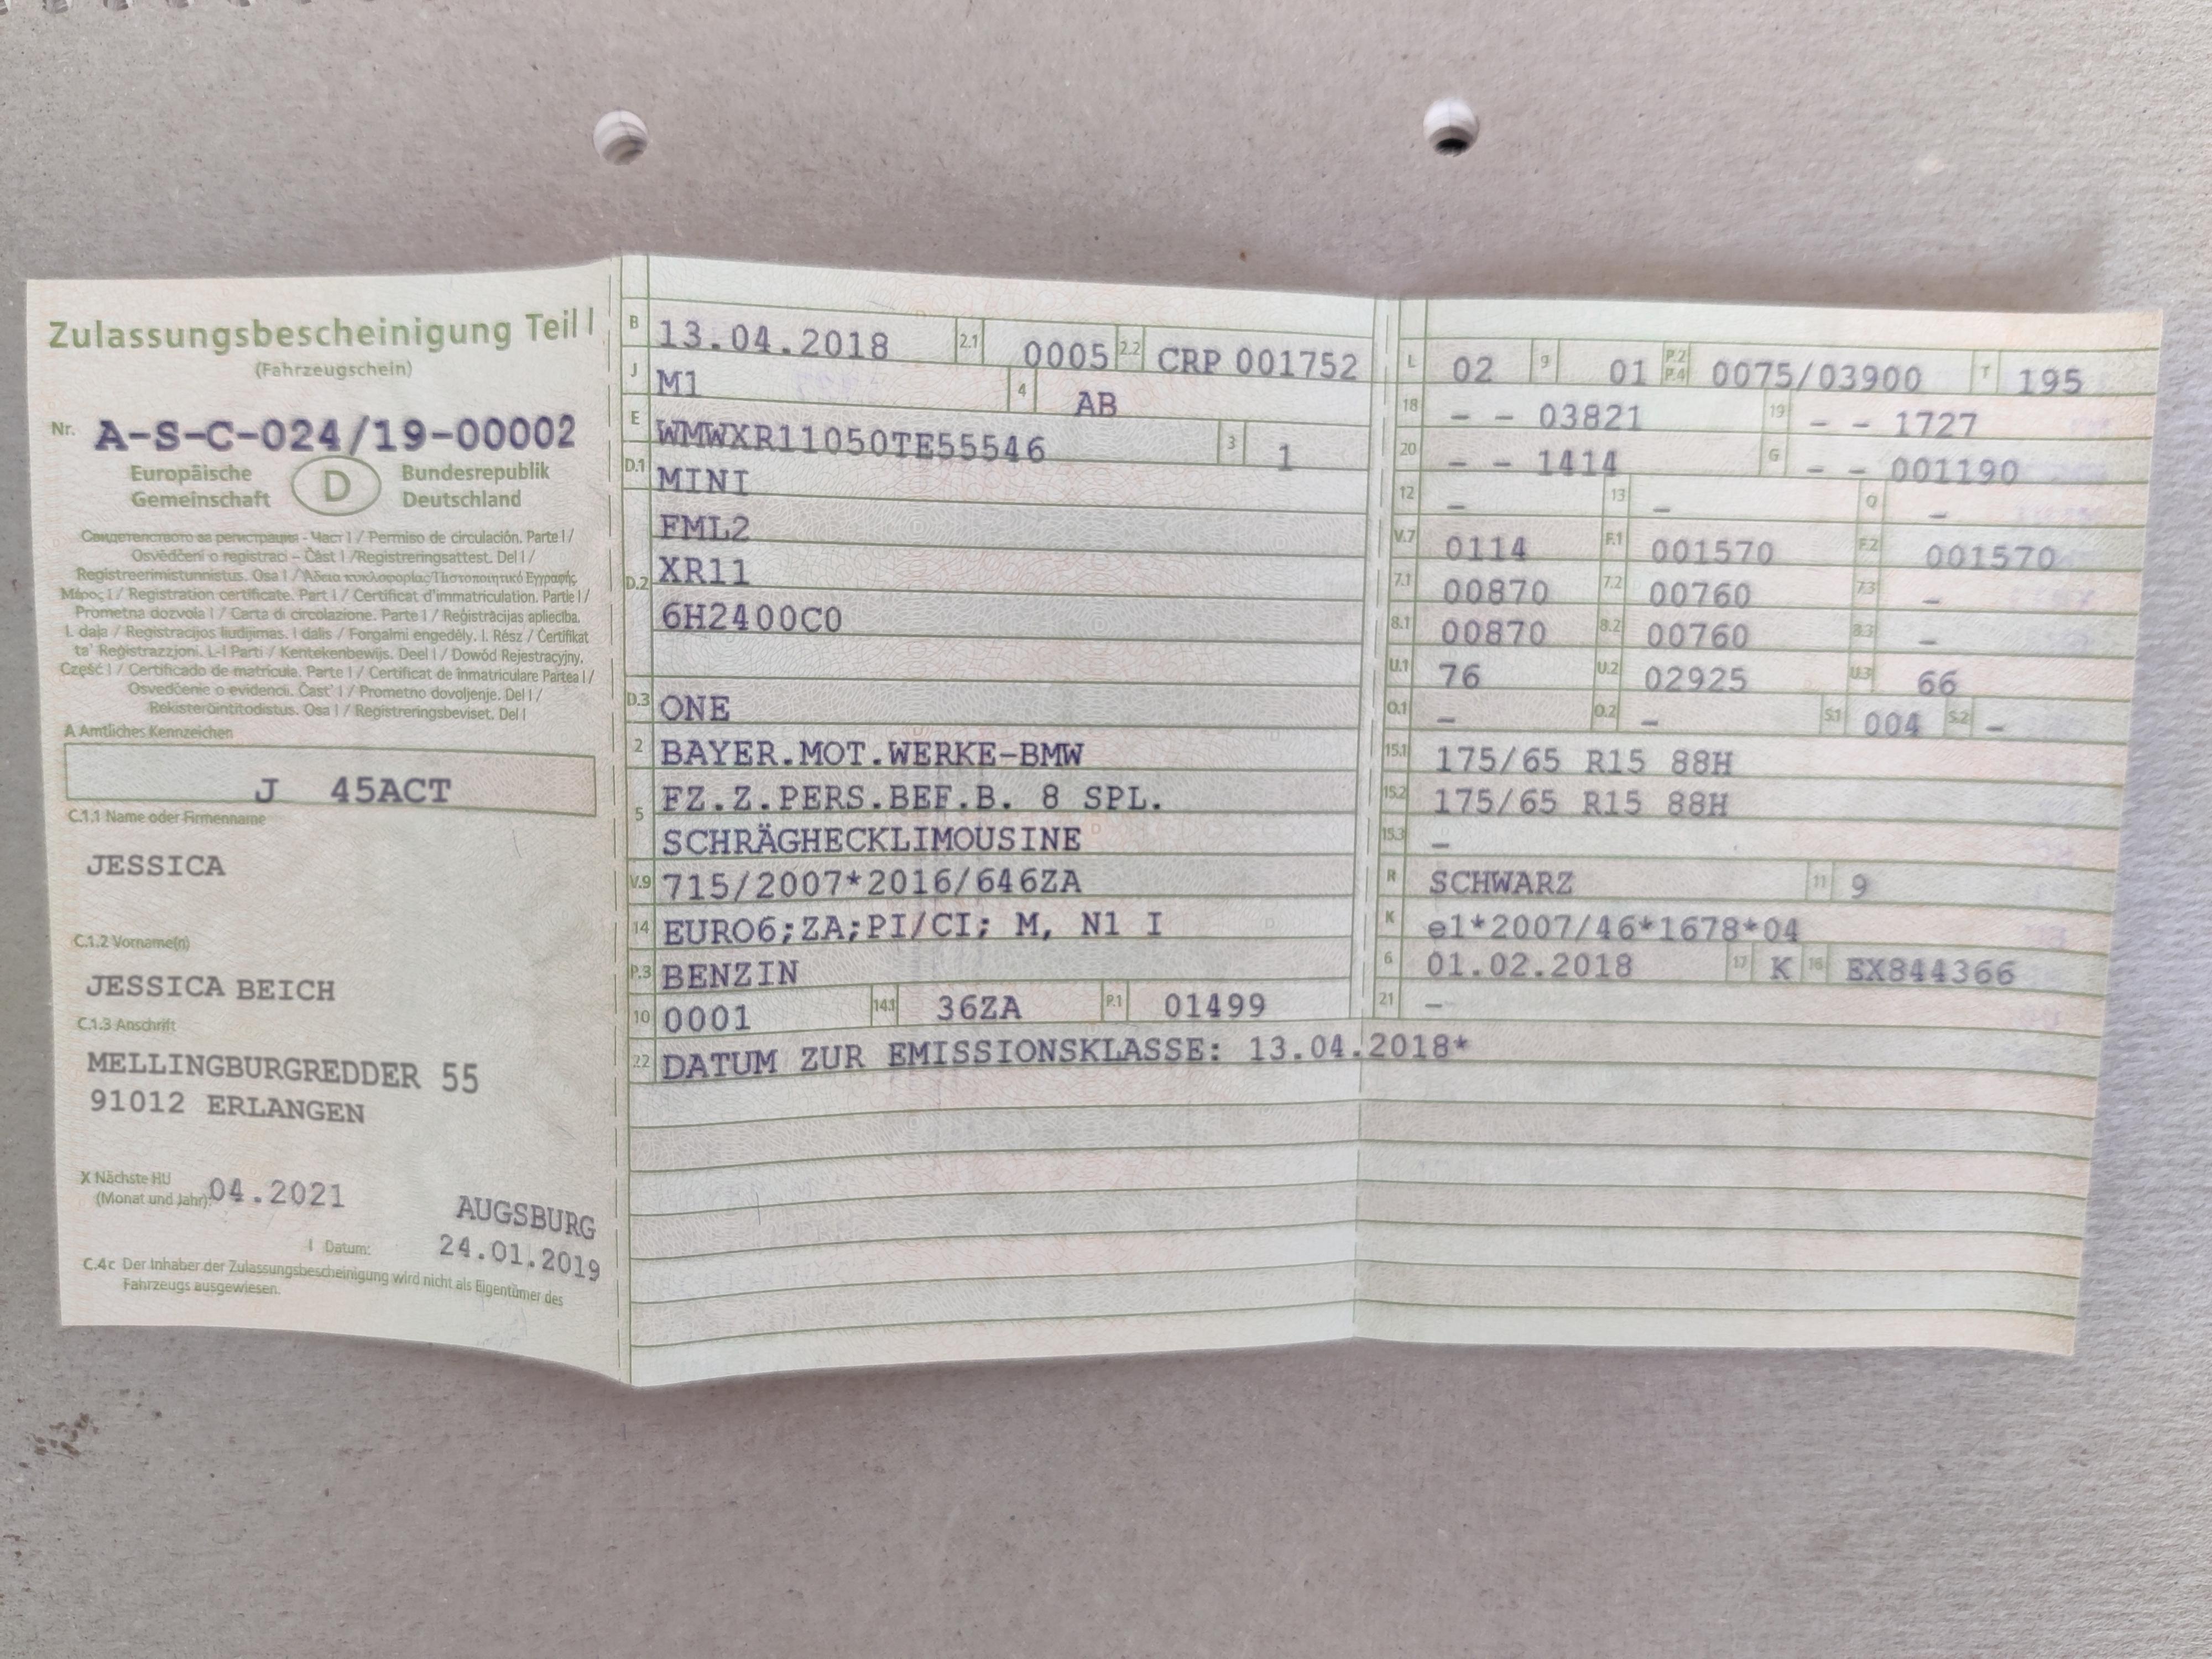 Zulassungsbescheinigung Teil I
(Fahrzeugschein)
Nr. A-S-C-024/19-00002
Europäische Gemeinschaft D Bundesrepublik Deutschland
Свидетелството за регистрация - Част I / Permiso de circulación. Parte I /
Osvědčení o registraci – Část I /Registreringsattest. Del I /
Registreerimistunnistus. Osa I / Άδεια κυκλοφορίας/Πιστοποιητικό Εγγραφής
Μέρος I / Registration certificate. Part I / Certificat d'immatriculation. Partie I /
Prometna dozvola I / Carta di circolazione. Parte I / Reģistrācijas apliecība.
I. daļa / Registracijos liudijimas. I dalis / Forgalmi engedély. I. Rész / Ċertifikat
ta' Reġistrazzjoni. L-I Parti / Kentekenbewijs. Deel I / Dowód Rejestracyjny.
Część I / Certificado de matrícula. Parte I / Certificat de înmatriculare Partea I /
Osvedčenie o evidencii. Časť I / Prometno dovoljenje. Del I /
Rekisteröintitodistus. Osa I / Registreringsbeviset. Del I
A Amtliches Kennzeichen
J 45ACT
C.1.1 Name oder Firmenname
JESSICA
C.1.2 Vorname(n)
JESSICA BEICH
C.1.3 Anschrift
MELLINGBURGREDDER 55
91012 ERLANGEN
X Nächste HU
(Monat und Jahr): 04.2021
AUGSBURG
I Datum: 24.01.2019
C.4c Der Inhaber der Zulassungsbescheinigung wird nicht als Eigentümer des
Fahrzeugs ausgewiesen.
B 13.04.2018 2.1 0005 2.2 CRP 001752
J M1 4 AB
E WMWXR11050TE55546 3 1
D.1 MINI
FML2
D.2 XR11
6H2400C0
D.3 ONE
2 BAYER.MOT.WERKE-BMW
5 FZ.Z.PERS.BEF.B. 8 SPL.
SCHRÄGHECKLIMOUSINE
V.9 715/2007*2016/646ZA
14 EURO6;ZA;PI/CI; M, N1 I
P.3 BENZIN
10 0001 14.1 36ZA P.1 01499
22 DATUM ZUR EMISSIONSKLASSE: 13.04.2018*
L 02 9 01 P.2 P.4 0075/03900 T 195
18 - - 03821 19 - - 1727
20 - - 1414 G - - 001190
12 - 13 - Q -
V.7 0114 F.1 001570 F.2 001570
7.1 00870 7.2 00760 7.3 -
8.1 00870 8.2 00760 8.3 -
U.1 76 U.2 02925 U.3 66
O.1 - O.2 - S.1 004 S.2 -
15.1 175/65 R15 88H
15.2 175/65 R15 88H
15.3 -
R SCHWARZ 11 9
K e1*2007/46*1678*04
6 01.02.2018 17 K 16 EX844366
21 -